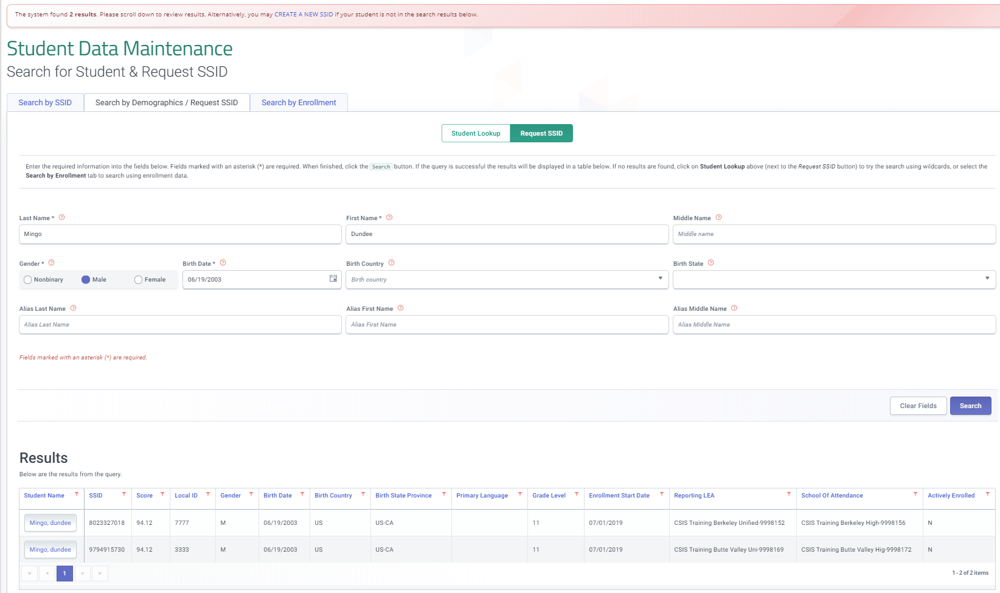 The system found 2 results. Please scroll down to review results. Alternatively, you may CREATE A NEW SSID if your student is not in the search results below.
Student Data Maintenance
Search for Student & Request SSID
Search by SSID Search by Demographics / Request SSID Search by Enrollment
Student Lookup Request SSID
Enter the required information into the fields below. Fields marked with an asterisk (*) are required. When finished, click the Search button. If the query is successful the results will be displayed in a table below. If no results are found, click on Student Lookup above (next to the Request SSID button) to try the search using wildcards, or select the
Search by Enrollment tab to search using enrollment data.
Last Name * First Name * Middle Name
Mingo Dundee Middle name
Gender * Birth Date * Birth Country Birth State
Nonbinary Male Female 06/19/2003 Birth country
Alias Last Name Alias First Name Alias Middle Name
Alias Last Name Alias First Name Alias Middle Name
Fields marked with an asterisk (*) are required.
Clear Fields Search
Results
Below are the results from the query.
Student Name SSID Score Local ID Gender Birth Date Birth Country Birth State Province Primary Language Grade Level Enrollment Start Date Reporting LEA School Of Attendance Actively Enrolled
Mingo, dundee 8023327018 94.12 7777 M 06/19/2003 US US-CA 11 07/01/2019 CSIS Training Berkeley Unified-9998152 CSIS Training Berkeley High-9998156 N
Mingo, dundee 9794915730 94.12 3333 M 06/19/2003 US US-CA 11 07/01/2019 CSIS Training Butte Valley Uni-9998169 CSIS Training Butte Valley Hig-9998172 N
1 1 - 2 of 2 items